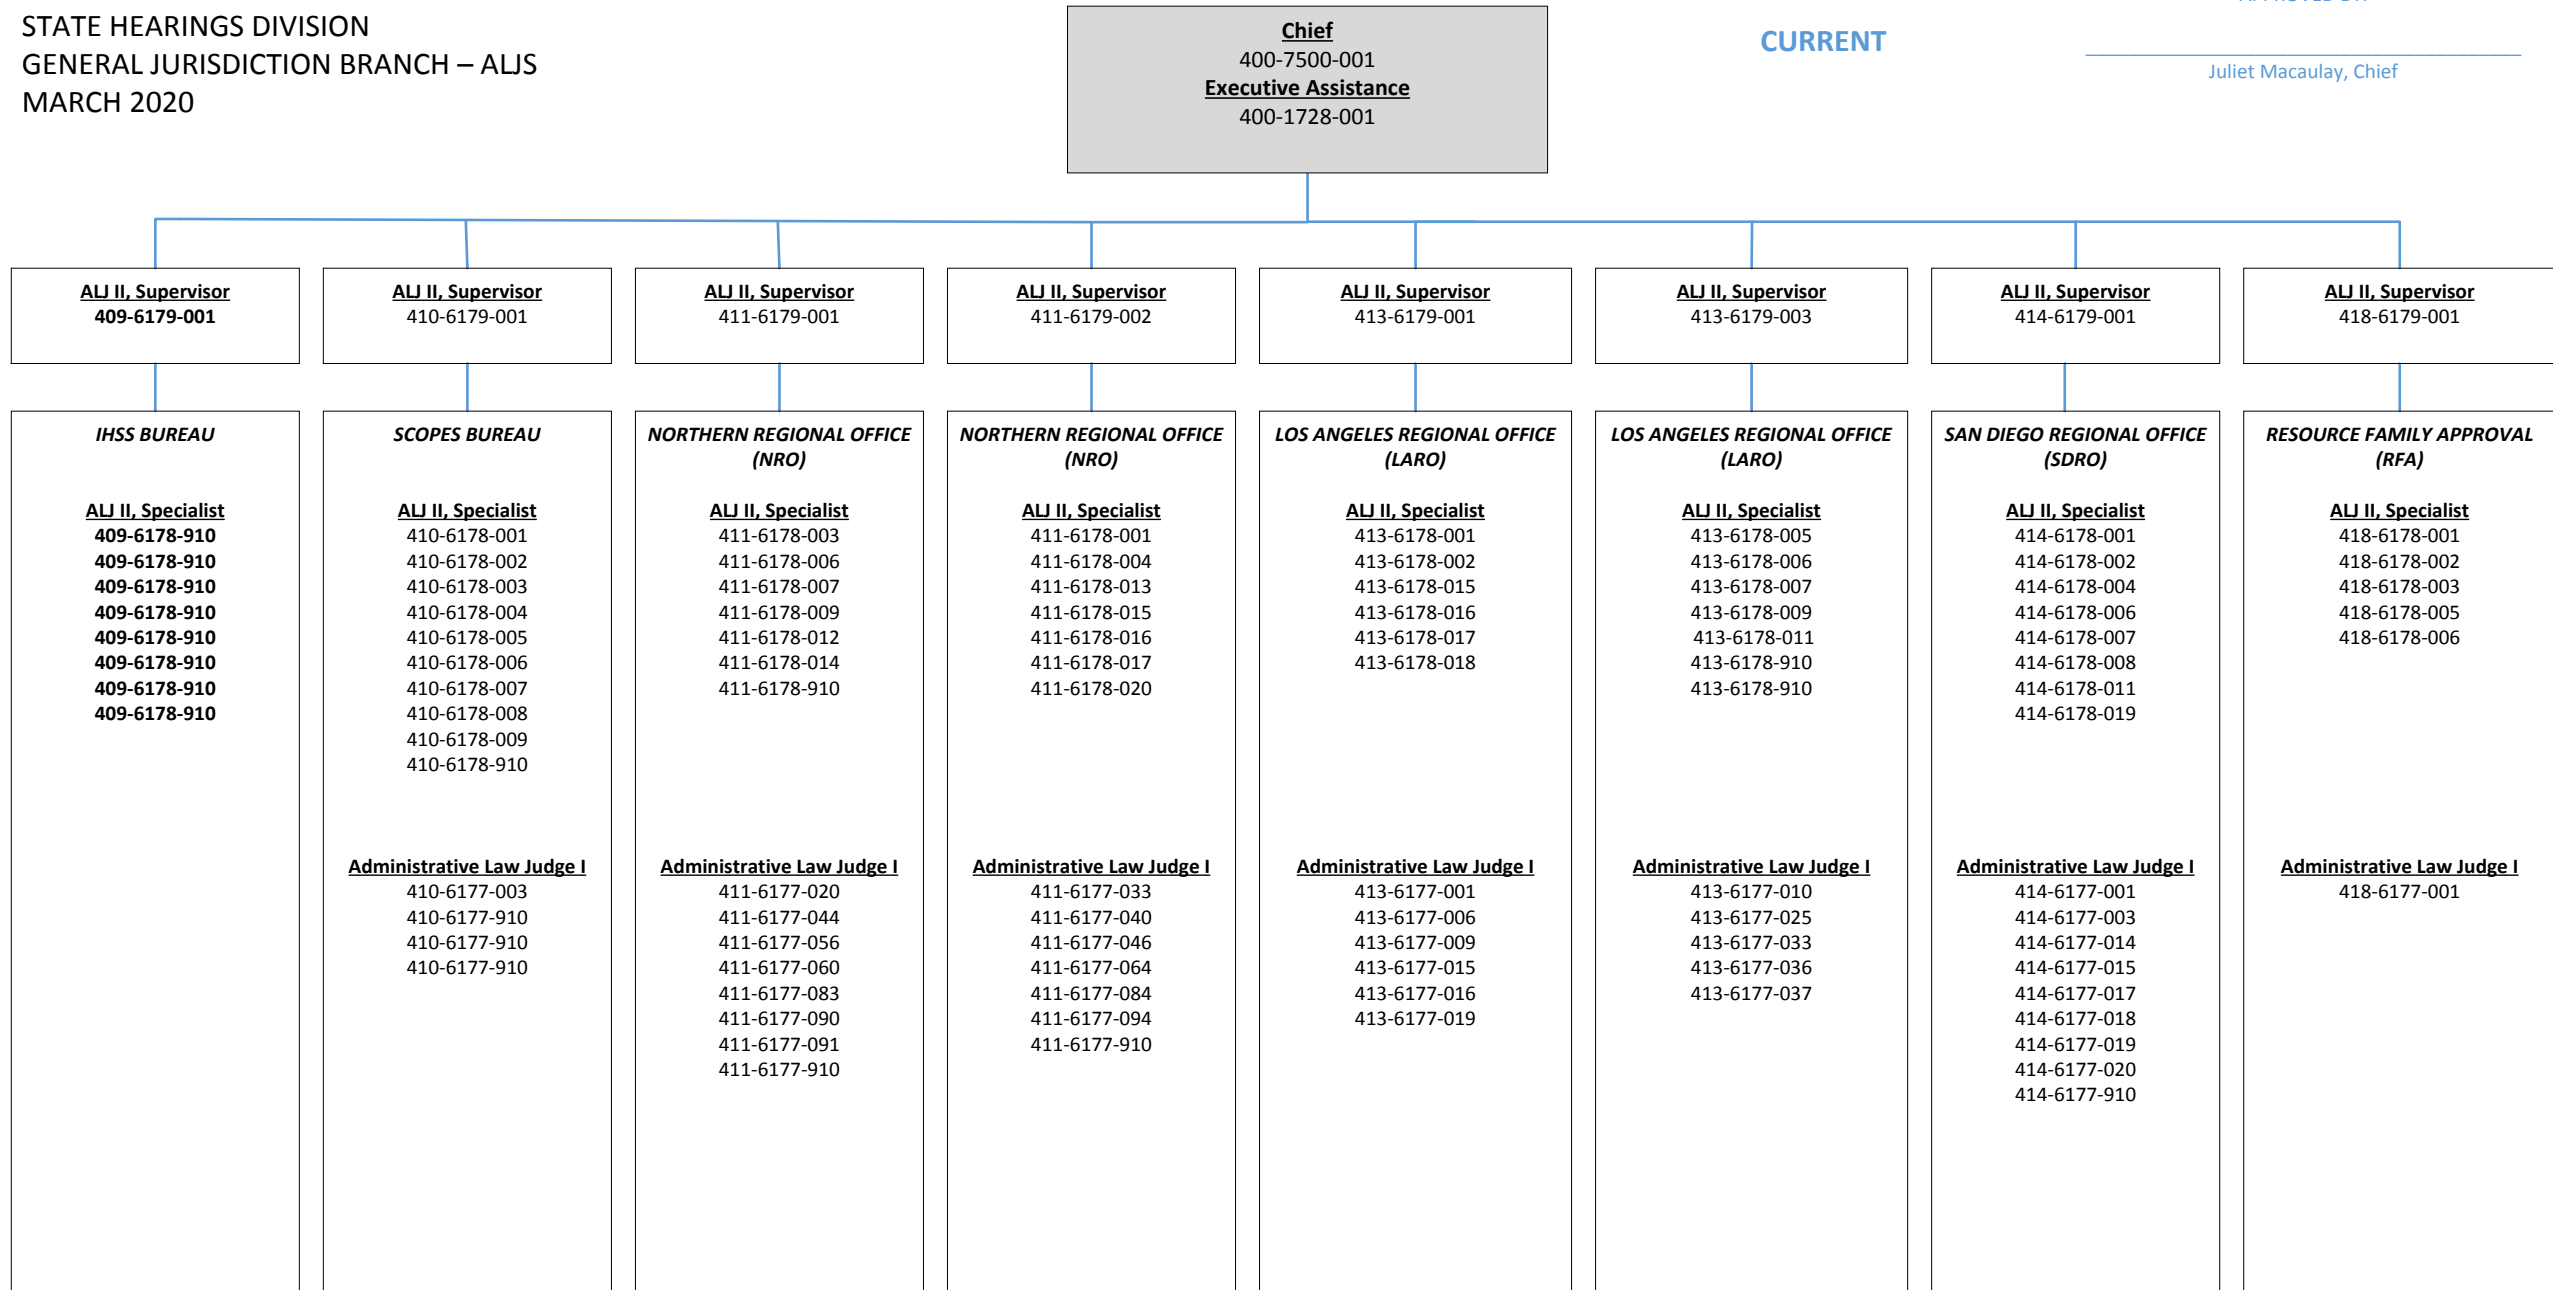 STATE HEARINGS DIVISION
GENERAL JURISDICTION BRANCH – ALJS
MARCH 2020
Chief
400-7500-001
Executive Assistance
400-1728-001
CURRENT
Juliet Macaulay, Chief
ALJ II, Supervisor
409-6179-001
ALJ II, Supervisor
410-6179-001
ALJ II, Supervisor
411-6179-001
ALJ II, Supervisor
411-6179-002
ALJ II, Supervisor
413-6179-001
ALJ II, Supervisor
413-6179-003
ALJ II, Supervisor
414-6179-001
ALJ II, Supervisor
418-6179-001
IHSS BUREAU
ALJ II, Specialist
409-6178-910
409-6178-910
409-6178-910
409-6178-910
409-6178-910
409-6178-910
409-6178-910
409-6178-910
SCOPES BUREAU
ALJ II, Specialist
410-6178-001
410-6178-002
410-6178-003
410-6178-004
410-6178-005
410-6178-006
410-6178-007
410-6178-008
410-6178-009
410-6178-910
Administrative Law Judge I
410-6177-003
410-6177-910
410-6177-910
410-6177-910
NORTHERN REGIONAL OFFICE
(NRO)
ALJ II, Specialist
411-6178-003
411-6178-006
411-6178-007
411-6178-009
411-6178-012
411-6178-014
411-6178-910
Administrative Law Judge I
411-6177-020
411-6177-044
411-6177-056
411-6177-060
411-6177-083
411-6177-090
411-6177-091
411-6177-910
NORTHERN REGIONAL OFFICE
(NRO)
ALJ II, Specialist
411-6178-001
411-6178-004
411-6178-013
411-6178-015
411-6178-016
411-6178-017
411-6178-020
Administrative Law Judge I
411-6177-033
411-6177-040
411-6177-046
411-6177-064
411-6177-084
411-6177-094
411-6177-910
LOS ANGELES REGIONAL OFFICE
(LARO)
ALJ II, Specialist
413-6178-001
413-6178-002
413-6178-015
413-6178-016
413-6178-017
413-6178-018
Administrative Law Judge I
413-6177-001
413-6177-006
413-6177-009
413-6177-015
413-6177-016
413-6177-019
LOS ANGELES REGIONAL OFFICE
(LARO)
ALJ II, Specialist
413-6178-005
413-6178-006
413-6178-007
413-6178-009
413-6178-011
413-6178-910
413-6178-910
Administrative Law Judge I
413-6177-010
413-6177-025
413-6177-033
413-6177-036
413-6177-037
SAN DIEGO REGIONAL OFFICE
(SDRO)
ALJ II, Specialist
414-6178-001
414-6178-002
414-6178-004
414-6178-006
414-6178-007
414-6178-008
414-6178-011
414-6178-019
Administrative Law Judge I
414-6177-001
414-6177-003
414-6177-014
414-6177-015
414-6177-017
414-6177-018
414-6177-019
414-6177-020
414-6177-910
RESOURCE FAMILY APPROVAL
(RFA)
ALJ II, Specialist
418-6178-001
418-6178-002
418-6178-003
418-6178-005
418-6178-006
Administrative Law Judge I
418-6177-001